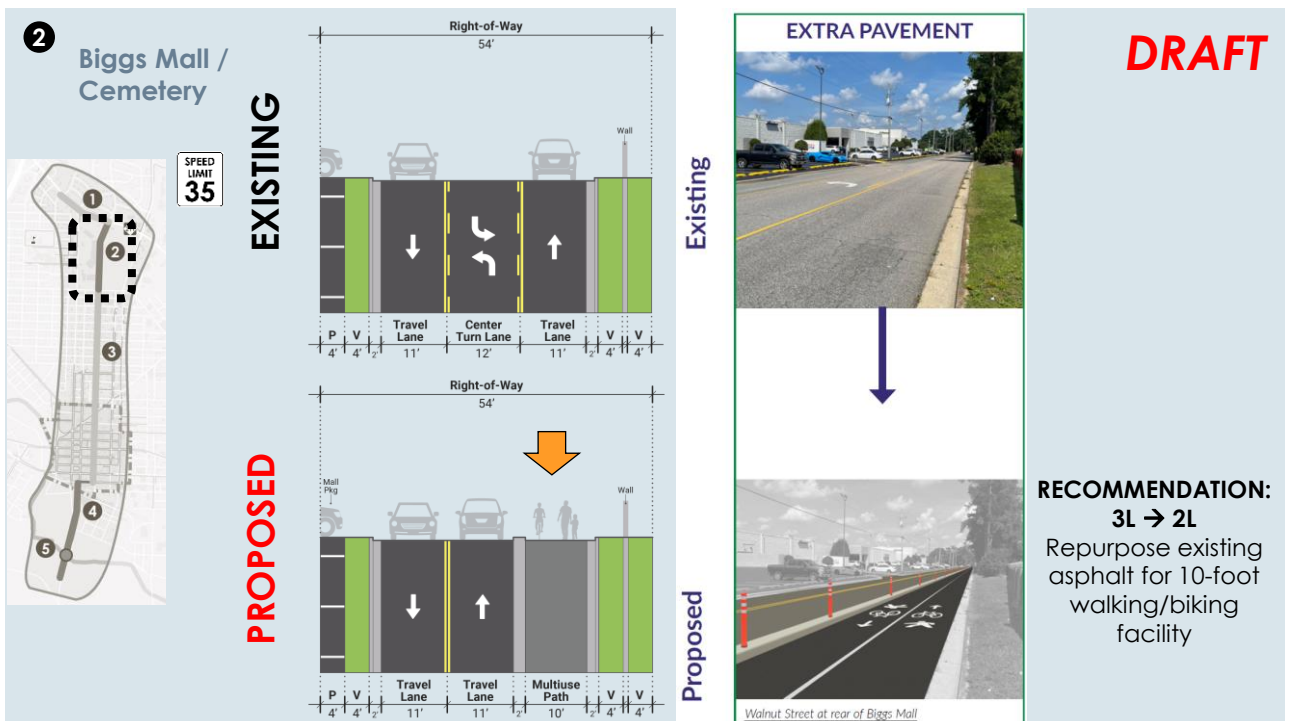 2
Biggs Mall /
Cemetery
SPEED
LIMIT
35
1
2
3
4
5
EXISTING
Right-of-Way
54'
Wall
P V Travel Lane Center Turn Lane Travel Lane V V
4' 4' 2' 11' 12' 11' 2' 4' 4'
PROPOSED
Right-of-Way
54'
Mall
Pkg
Wall
P V Travel Lane Travel Lane Multiuse Path V V
4' 4' 2' 11' 11' 2' 10' 2' 4' 4'
Existing
Proposed
EXTRA PAVEMENT
Walnut Street at rear of Biggs Mall
DRAFT
RECOMMENDATION:
3L → 2L
Repurpose existing
asphalt for 10-foot
walking/biking
facility